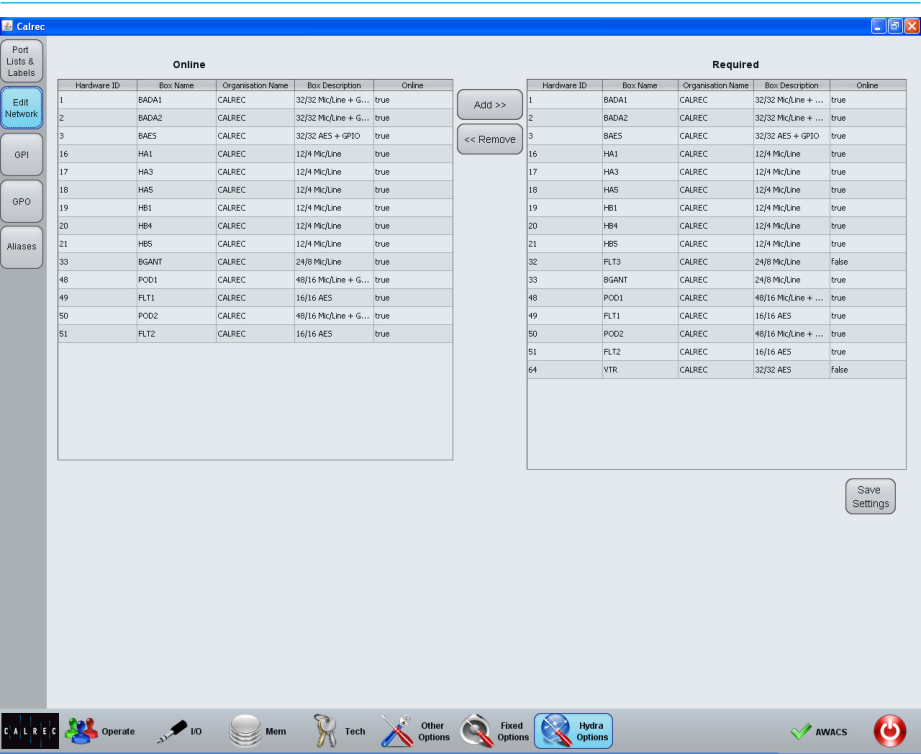 Calrec
Port
Lists &
Labels
Edit
Network
GPI
GPO
Aliases
Online
Hardware ID Box Name Organisation Name Box Description Online
1 BADA1 CALREC 32/32 Mic/Line + G... true
2 BADA2 CALREC 32/32 Mic/Line + G... true
3 BAES CALREC 32/32 AES + GPIO true
16 HA1 CALREC 12/4 Mic/Line true
17 HA3 CALREC 12/4 Mic/Line true
18 HA5 CALREC 12/4 Mic/Line true
19 HB1 CALREC 12/4 Mic/Line true
20 HB4 CALREC 12/4 Mic/Line true
21 HB5 CALREC 12/4 Mic/Line true
33 BGANT CALREC 24/8 Mic/Line true
48 POD1 CALREC 48/16 Mic/Line + G... true
49 FLT1 CALREC 16/16 AES true
50 POD2 CALREC 48/16 Mic/Line + G... true
51 FLT2 CALREC 16/16 AES true
Add >>
<< Remove
Required
Hardware ID Box Name Organisation Name Box Description Online
1 BADA1 CALREC 32/32 Mic/Line + ... true
2 BADA2 CALREC 32/32 Mic/Line + ... true
3 BAES CALREC 32/32 AES + GPIO true
16 HA1 CALREC 12/4 Mic/Line true
17 HA3 CALREC 12/4 Mic/Line true
18 HA5 CALREC 12/4 Mic/Line true
19 HB1 CALREC 12/4 Mic/Line true
20 HB4 CALREC 12/4 Mic/Line true
21 HB5 CALREC 12/4 Mic/Line true
32 FLT3 CALREC 24/8 Mic/Line false
33 BGANT CALREC 24/8 Mic/Line true
48 POD1 CALREC 48/16 Mic/Line + ... true
49 FLT1 CALREC 16/16 AES true
50 POD2 CALREC 48/16 Mic/Line + ... true
51 FLT2 CALREC 16/16 AES true
64 VTR CALREC 32/32 AES false
Save
Settings
CALREC
Operate
I/O
Mem
Tech
Other
Options
Fixed
Options
Hydra
Options
AWACS